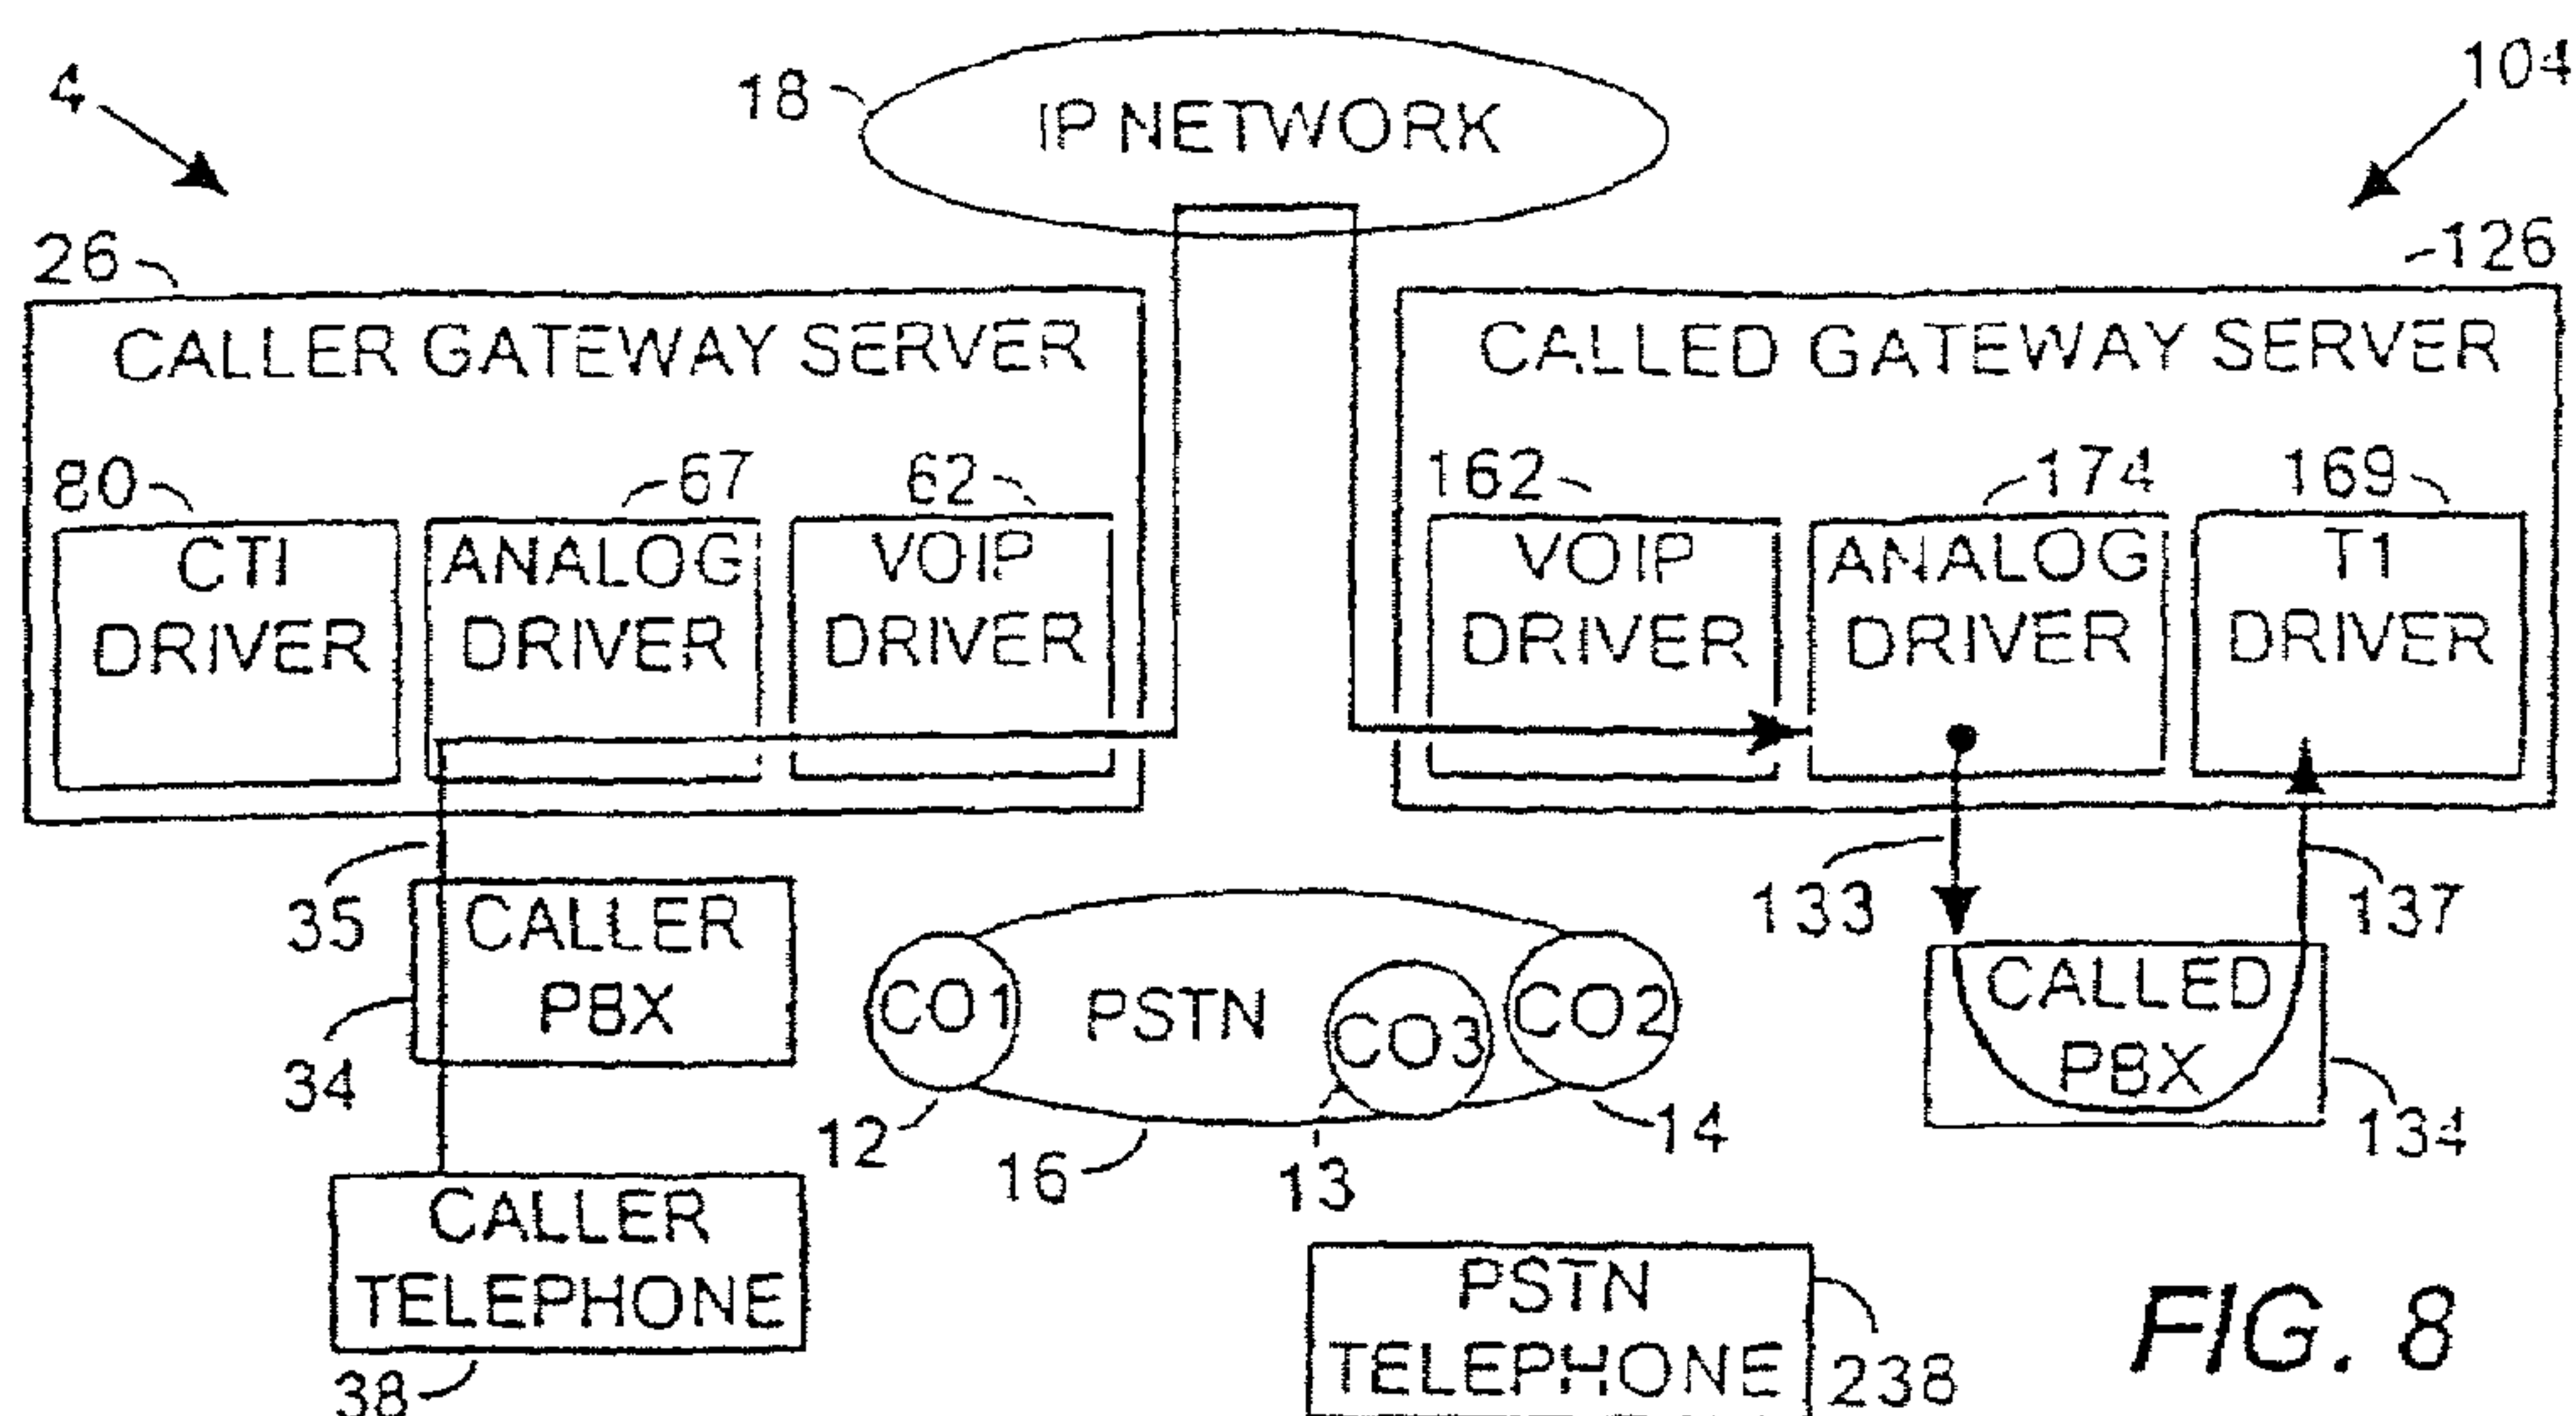 4
18
IP NETWORK
104
26
126
CALLER GATEWAY SERVER
CALLED GATEWAY SERVER
80
67
62
162
174
169
CTI
DRIVER
ANALOG
DRIVER
VOIP
DRIVER
VOIP
DRIVER
ANALOG
DRIVER
T1
DRIVER
35
133
137
CALLER
PBX
34
CO1
PSTN
CO3
CO2
CALLED
PBX
134
12
16
13
14
CALLER
TELEPHONE
38
PSTN
TELEPHONE
238
FIG. 8